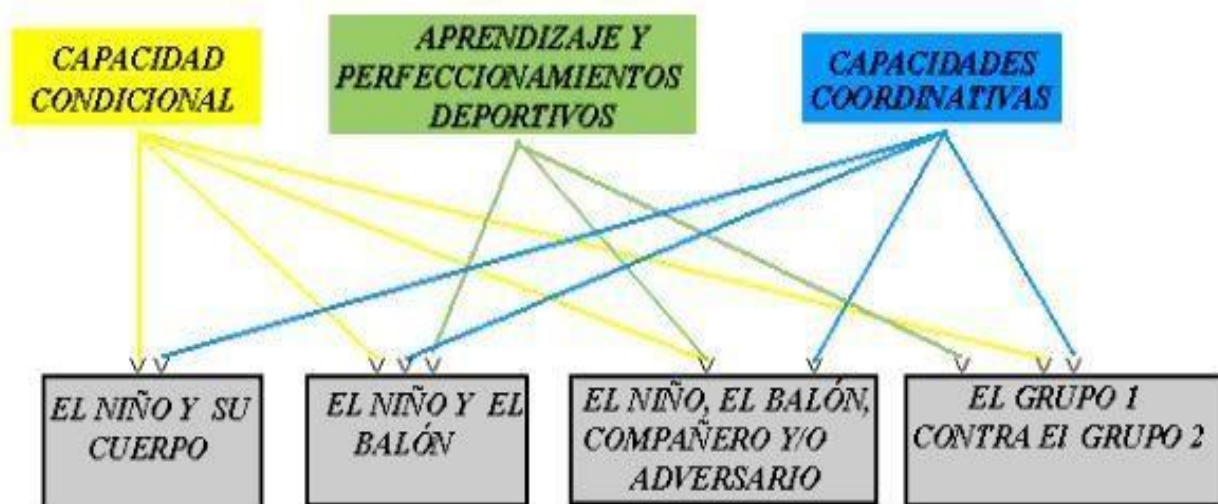 CAPACIDAD
CONDICIONAL
APRENDIZAJE Y
PERFECCIONAMIENTOS
DEPORTIVOS
CAPACIDADES
COORDINATIVAS
EL NIÑO Y SU
CUERPO
EL NIÑO Y EL
BALÓN
EL NIÑO, EL BALÓN,
COMPAÑERO Y/O
ADVERSARIO
EL GRUPO 1
CONTRA El GRUPO 2